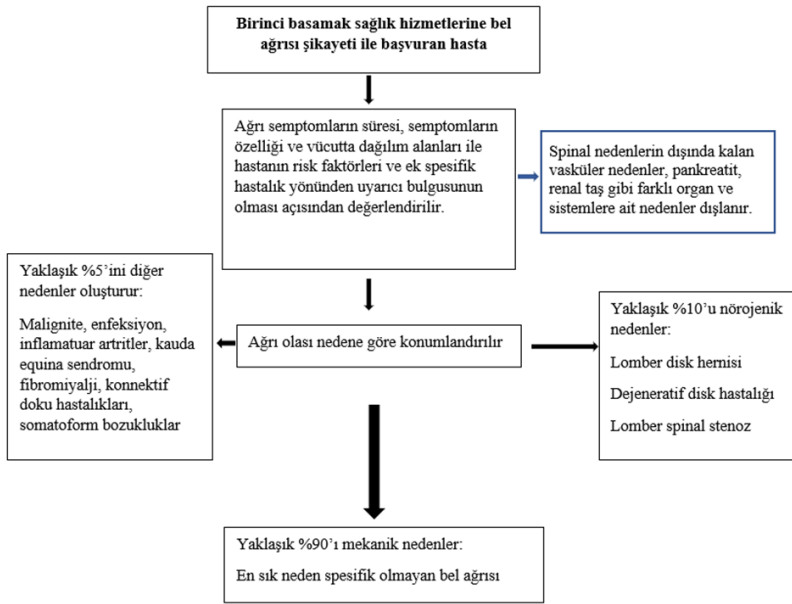 Birinci basamak sağlık hizmetlerine bel
ağrısı şikayeti ile başvuran hasta
Ağrı semptomların süresi, semptomların
özelliği ve vücutta dağılım alanları ile
hastanın risk faktörleri ve ek spesifik
hastalık yönünden uyarıcı bulgusunun
olması açısından değerlendirilir.
Spinal nedenlerin dışında kalan
vasküler nedenler, pankreatit,
renal taş gibi farklı organ ve
sistemlere ait nedenler dışlanır.
Yaklaşık %5’ini diğer
nedenler oluşturur:
Malignite, enfeksiyon,
inflamatuar artritler, kauda
equina sendromu,
fibromiyalji, konnektif
doku hastalıkları,
somatoform bozukluklar
Ağrı olası nedene göre konumlandırılır
Yaklaşık %10’u nörojenik
nedenler:
Lomber disk hernisi
Dejeneratif disk hastalığı
Lomber spinal stenoz
Yaklaşık %90’ı mekanik nedenler:
En sık neden spesifik olmayan bel ağrısı